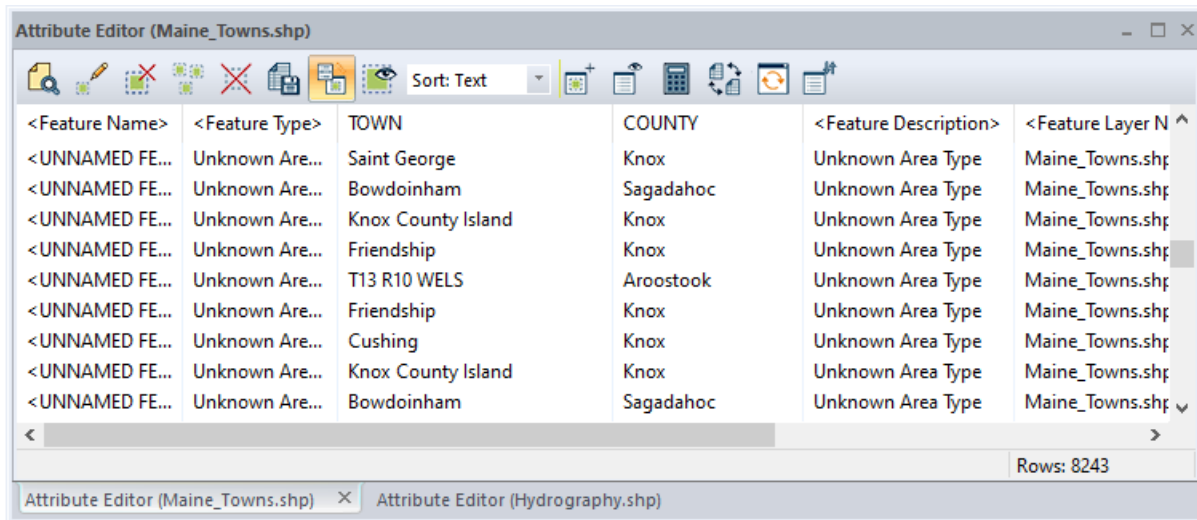 Attribute Editor (Maine_Towns.shp)
Sort: Text
<Feature Name> <Feature Type> TOWN COUNTY <Feature Description> <Feature Layer N
<UNNAMED FE... Unknown Are... Saint George Knox Unknown Area Type Maine_Towns.shp
<UNNAMED FE... Unknown Are... Bowdoinham Sagadahoc Unknown Area Type Maine_Towns.shp
<UNNAMED FE... Unknown Are... Knox County Island Knox Unknown Area Type Maine_Towns.shp
<UNNAMED FE... Unknown Are... Friendship Knox Unknown Area Type Maine_Towns.shp
<UNNAMED FE... Unknown Are... T13 R10 WELS Aroostook Unknown Area Type Maine_Towns.shp
<UNNAMED FE... Unknown Are... Friendship Knox Unknown Area Type Maine_Towns.shp
<UNNAMED FE... Unknown Are... Cushing Knox Unknown Area Type Maine_Towns.shp
<UNNAMED FE... Unknown Are... Knox County Island Knox Unknown Area Type Maine_Towns.shp
<UNNAMED FE... Unknown Are... Bowdoinham Sagadahoc Unknown Area Type Maine_Towns.shp
Rows: 8243
Attribute Editor (Maine_Towns.shp) Attribute Editor (Hydrography.shp)